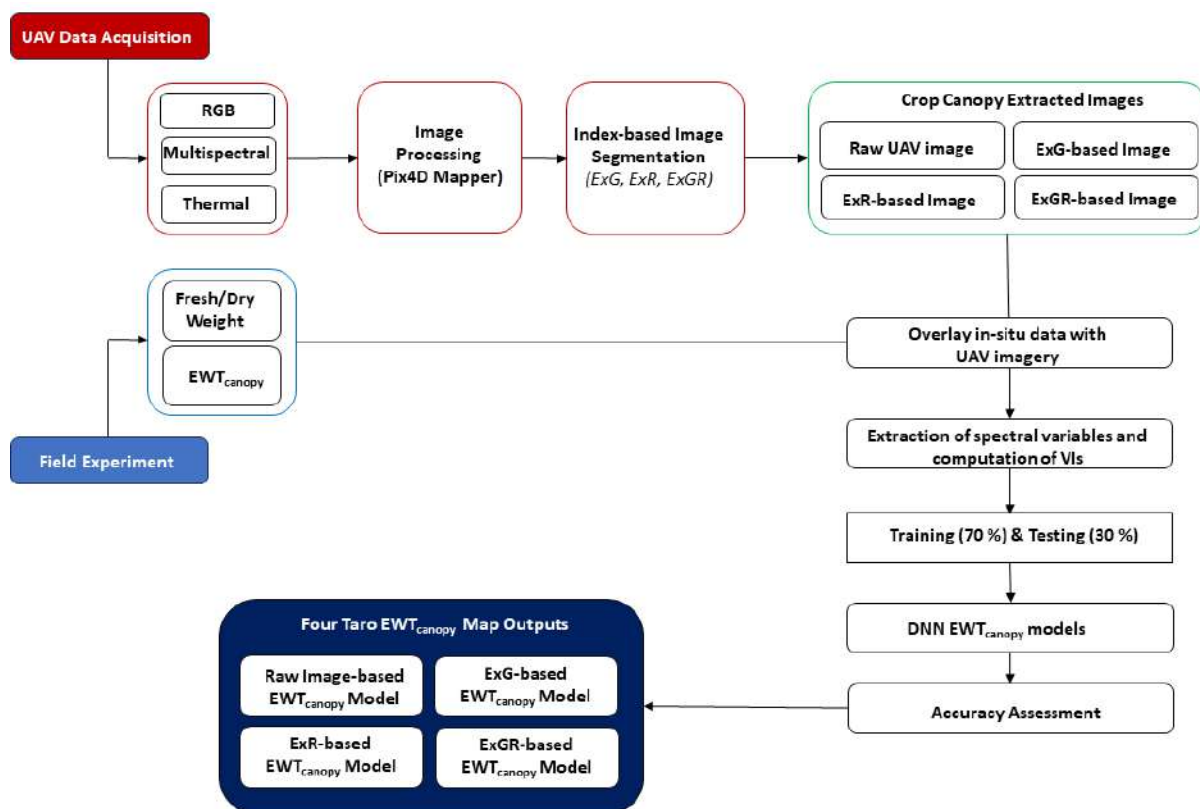 UAV Data Acquisition
RGB
Multispectral
Thermal
Image
Processing
(Pix4D Mapper)
Index-based Image
Segmentation
(ExG, ExR, ExGR)
Crop Canopy Extracted Images
Raw UAV image
ExG-based Image
ExR-based Image
ExGR-based Image
Fresh/Dry
Weight
EWTcanopy
Field Experiment
Overlay in-situ data with
UAV imagery
Extraction of spectral variables and
computation of VIs
Training (70 %) & Testing (30 %)
DNN EWTcanopy models
Accuracy Assessment
Four Taro EWTcanopy Map Outputs
Raw Image-based
EWTcanopy Model
ExG-based
EWTcanopy Model
ExR-based
EWTcanopy Model
ExGR-based
EWTcanopy Model